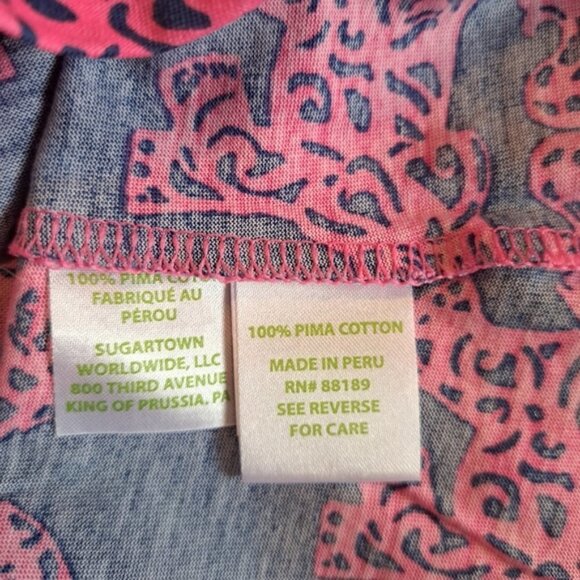 100% PIMA COTTON
FABRIQUÉ AU
PÉROU
SUGARTOWN
WORLDWIDE, LLC
800 THIRD AVENUE
KING OF PRUSSIA. PA
100% PIMA COTTON
MADE IN PERU
RN# 88189
SEE REVERSE
FOR CARE